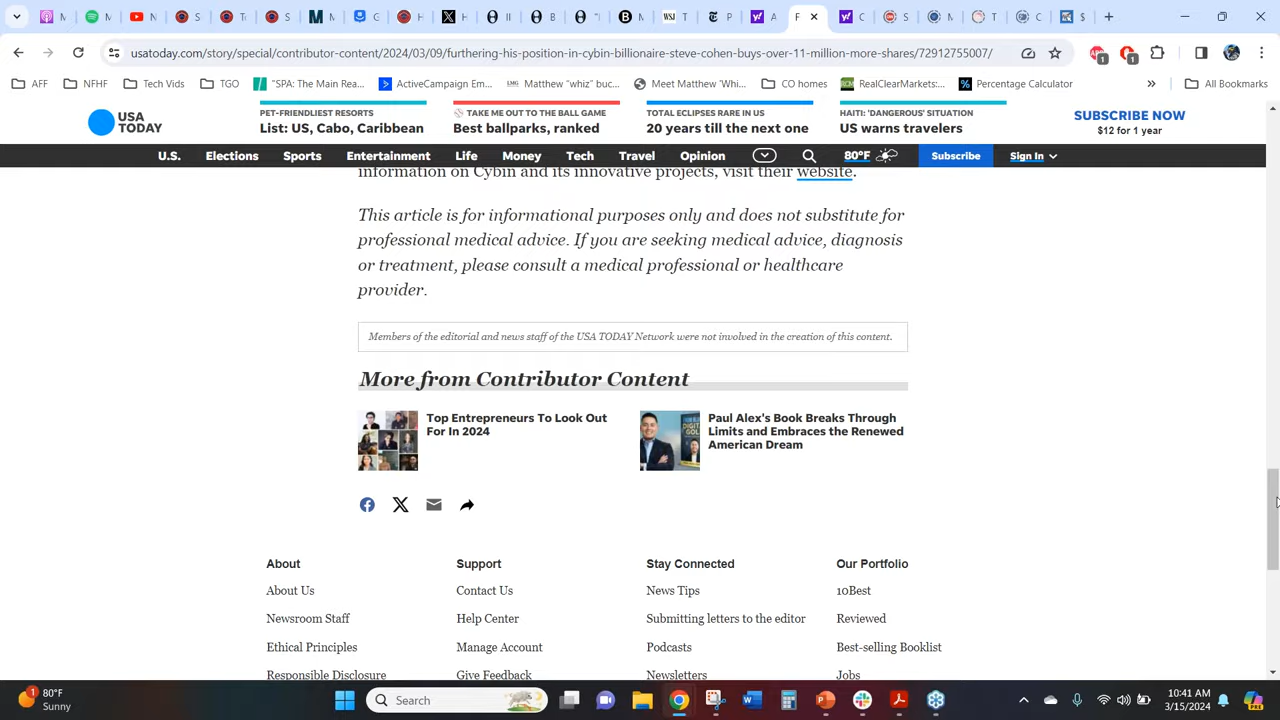 S
T
M
G
H
X
II
B
"I
B
T
P
A
F
C
C
M
T
C
$
usatoday.com/story/special/contributor-content/2024/03/09/furthering-his-position-in-cybin-billionaire-steve-cohen-buys-over-11-million-more-shares/72912755007/
1
1
AFF
NFHF
Tech Vids
TGO
"SPA: The Main Rea...
ActiveCampaign Em...
Matthew "whiz" buc...
Meet Matthew 'Whi...
CO homes
RealClearMarkets:...
Percentage Calculator
»
All Bookmarks
USA TODAY
PET-FRIENDLIEST RESORTS
List: US, Cabo, Caribbean
TAKE ME OUT TO THE BALL GAME
Best ballparks, ranked
TOTAL ECLIPSES RARE IN US
20 years till the next one
HAITI: 'DANGEROUS' SITUATION
US warns travelers
SUBSCRIBE NOW
$12 for 1 year
U.S. Elections Sports Entertainment Life Money Tech Travel Opinion 80°F Subscribe Sign In
information on Cybin and its innovative projects, visit their website.
This article is for informational purposes only and does not substitute for
professional medical advice. If you are seeking medical advice, diagnosis
or treatment, please consult a medical professional or healthcare
provider.
Members of the editorial and news staff of the USA TODAY Network were not involved in the creation of this content.
More from Contributor Content
Top Entrepreneurs To Look Out
For In 2024
Paul Alex's Book Breaks Through
Limits and Embraces the Renewed
American Dream
About
About Us
Newsroom Staff
Ethical Principles
Responsible Disclosure
Support
Contact Us
Help Center
Manage Account
Give Feedback
Stay Connected
News Tips
Submitting letters to the editor
Podcasts
Newsletters
Our Portfolio
10Best
Reviewed
Best-selling Booklist
Jobs
1
80°F
Sunny
Search
10:41 AM
3/15/2024